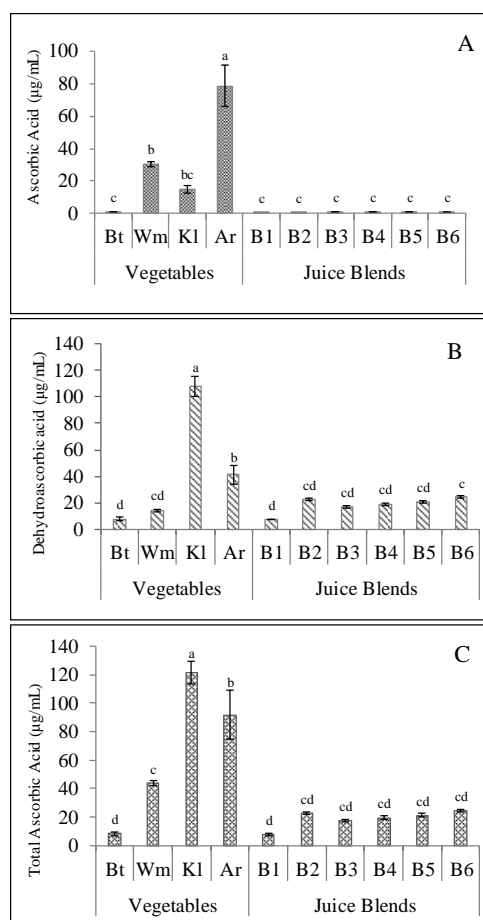 A
Ascorbic Acid (µg/mL)
100
80
60
40
20
0
c b bc a c c c c c c
Bt Wm Kl Ar B1 B2 B3 B4 B5 B6
Vegetables Juice Blends
B
Dehydroascorbic acid (µg/mL)
140
120
100
80
60
40
20
0
d cd a b d cd cd cd cd c
Bt Wm Kl Ar B1 B2 B3 B4 B5 B6
Vegetables Juice Blends
C
Total Ascorbic Acid (µg/mL)
140
120
100
80
60
40
20
0
d c a b d cd cd cd cd cd
Bt Wm Kl Ar B1 B2 B3 B4 B5 B6
Vegetables Juice Blends